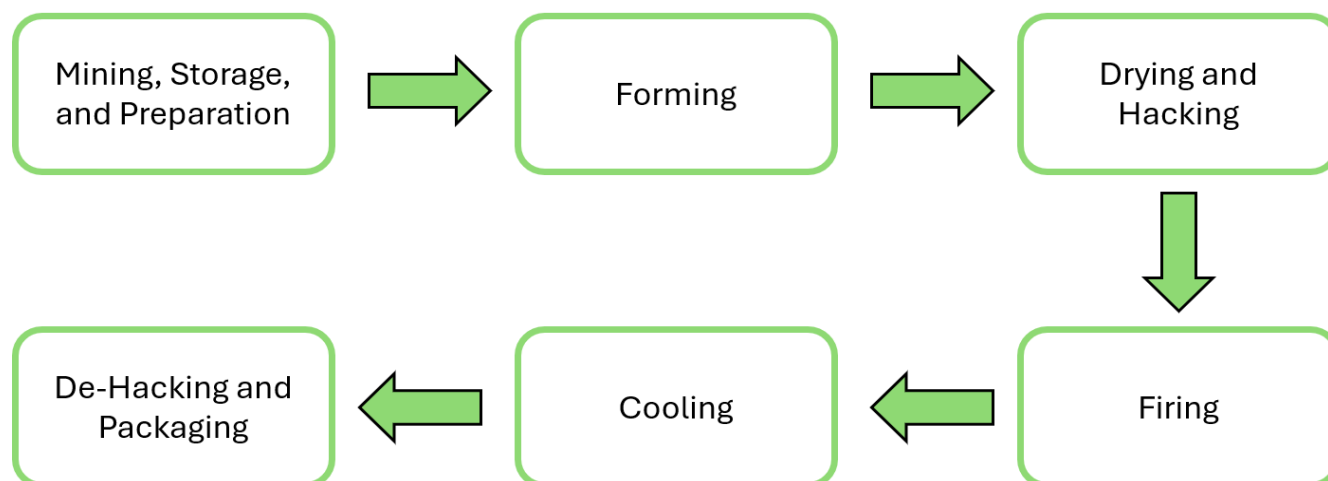 Mining, Storage,
and Preparation
Forming
Drying and
Hacking
Firing
Cooling
De-Hacking and
Packaging